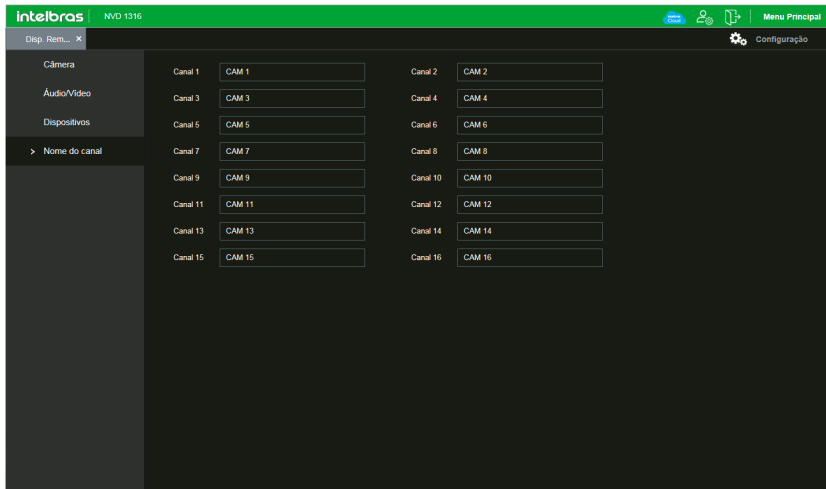 intelbras NVD 1316 Intelbras Cloud Menu Principal
Disp. Rem... × Configuração
Câmera
Áudio/Vídeo
Dispositivos
> Nome do canal
Canal 1 CAM 1 Canal 2 CAM 2
Canal 3 CAM 3 Canal 4 CAM 4
Canal 5 CAM 5 Canal 6 CAM 6
Canal 7 CAM 7 Canal 8 CAM 8
Canal 9 CAM 9 Canal 10 CAM 10
Canal 11 CAM 11 Canal 12 CAM 12
Canal 13 CAM 13 Canal 14 CAM 14
Canal 15 CAM 15 Canal 16 CAM 16